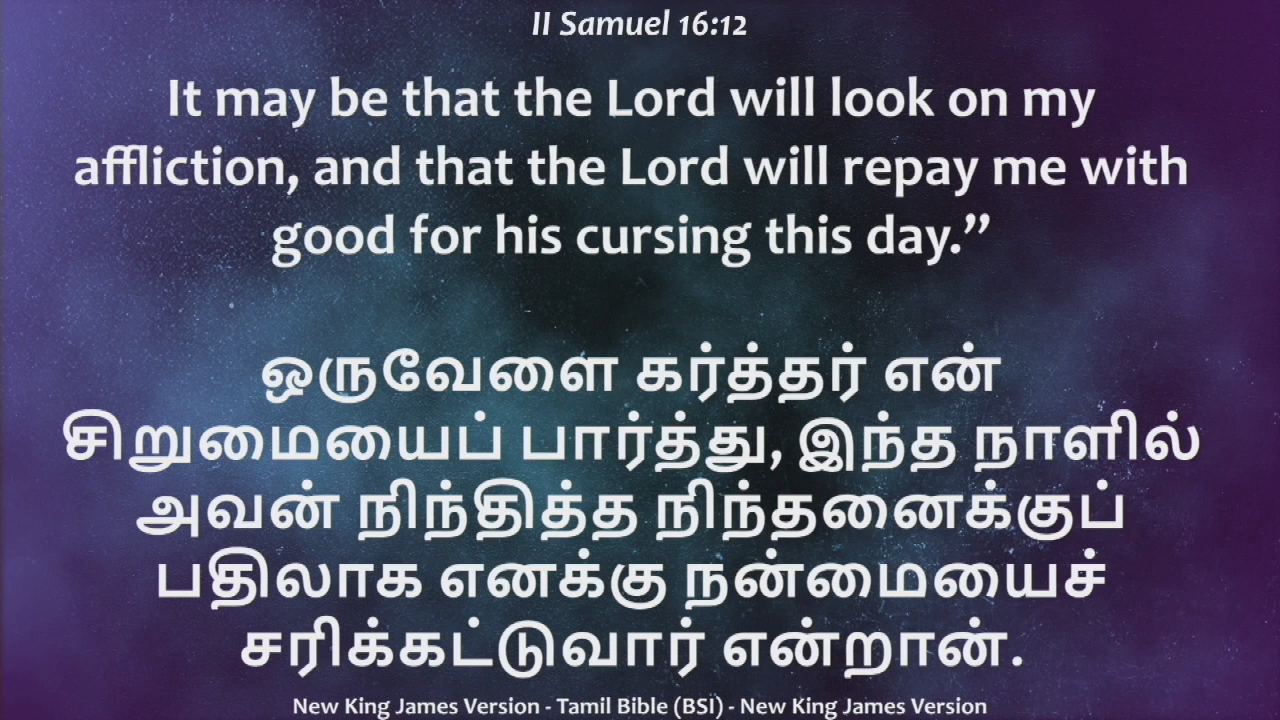 II Samuel 16:12
It may be that the Lord will look on my
affliction, and that the Lord will repay me with
good for his cursing this day.”
ஒருவேளை கர்த்தர் என்
சிறுமையைப் பார்த்து, இந்த நாளில்
அவன் நிந்தித்த நிந்தனைக்குப்
பதிலாக எனக்கு நன்மையைச்
சரிக்கட்டுவார் என்றான்.
New King James Version - Tamil Bible (BSI) - New King James Version